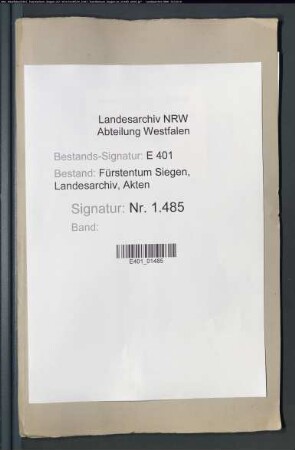 Landesarchiv NRW
Abteilung Westfalen
Bestands-Signatur: E 401
Bestand: Fürstentum Siegen,
Landesarchiv, Akten
Signatur: Nr. 1.485
Band:
E401_01485